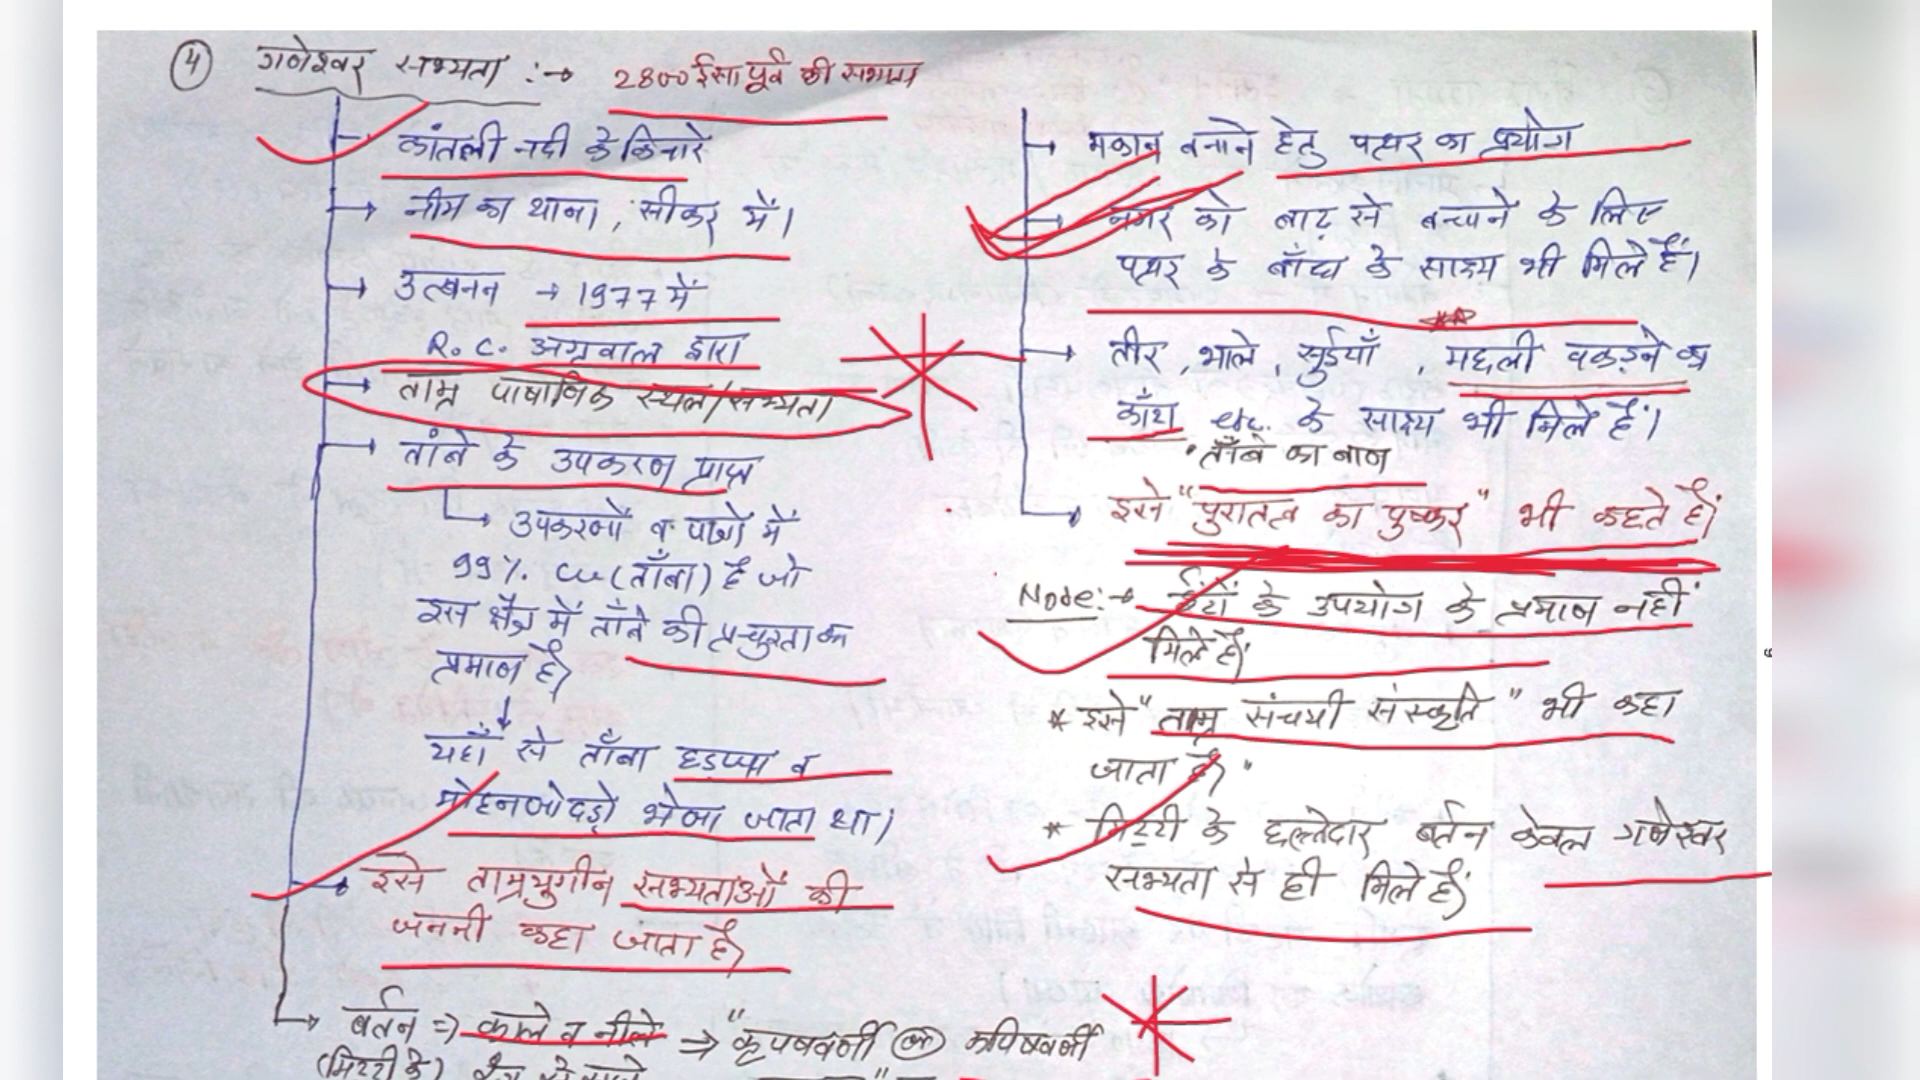 ④ गणेश्वर सभ्यता :→ 2800 ईसा पूर्व की सभ्यता
→ कांतली नदी के किनारे
→ नीम का थाना, सीकर में।
→ उत्खनन → 1977 में
R. C. अग्रवाल द्वारा
→ ताम्र पाषाणिक स्थल/सभ्यता
→ तांबे के उपकरण प्राप्त
→ उपकरणों व पात्रों में
99%. Cu (ताँबा) है जो
इस क्षेत्र में ताँबे की प्रचुरता का
प्रमाण है।
↓
यहाँ से ताँबा हड़प्पा व
मोहनजोदड़ो भेजा जाता था।
→ इसे ताम्रयुगीन सभ्यताओं की
जननी कहा जाता है।
→ बर्तन ⇒ काले व नीले ⇒ "कृपषवर्णी कपिषवर्णी
(मिट्टी के)
→ मकान बनाने हेतु पत्थर का प्रयोग
→ नगर को बाढ़ से बचाने के लिए
पत्थर के बाँध के साक्ष्य भी मिले हैं।
→ तीर, भाले, सुईयाँ, मछली पकड़ने का
काँटा etc. के साक्ष्य भी मिले हैं।
• ताँबे का बाण
→ इसे "पुरातत्व का पुष्कर" भी कहते हैं।
Node:→ ईंटों के उपयोग के प्रमाण नहीं
मिले हैं।
* इसे "ताम्र संचयी संस्कृति" भी कहा
जाता है।"
* मिट्टी के छल्लेदार बर्तन केवल गणेश्वर
सभ्यता से ही मिले हैं।